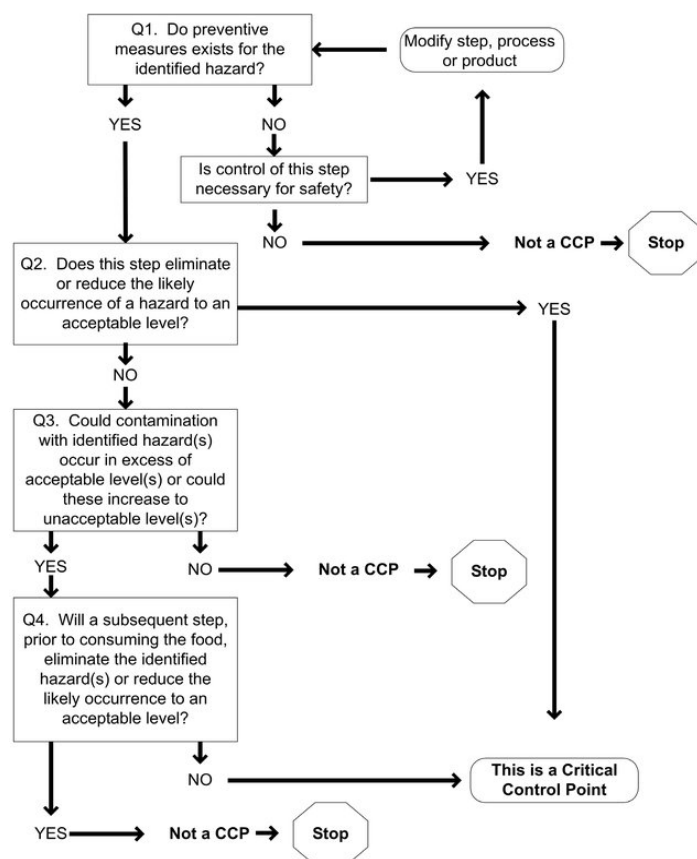 Q1. Do preventive
measures exists for the
identified hazard?
Modify step, process
or product
YES
NO
Is control of this step
necessary for safety?
YES
NO
Not a CCP
Stop
Q2. Does this step eliminate
or reduce the likely
occurrence of a hazard to an
acceptable level?
YES
NO
Q3. Could contamination
with identified hazard(s)
occur in excess of
acceptable level(s) or could
these increase to
unacceptable level(s)?
YES
NO
Not a CCP
Stop
Q4. Will a subsequent step,
prior to consuming the food,
eliminate the identified
hazard(s) or reduce the
likely occurrence to an
acceptable level?
NO
This is a Critical
Control Point
YES
Not a CCP
Stop